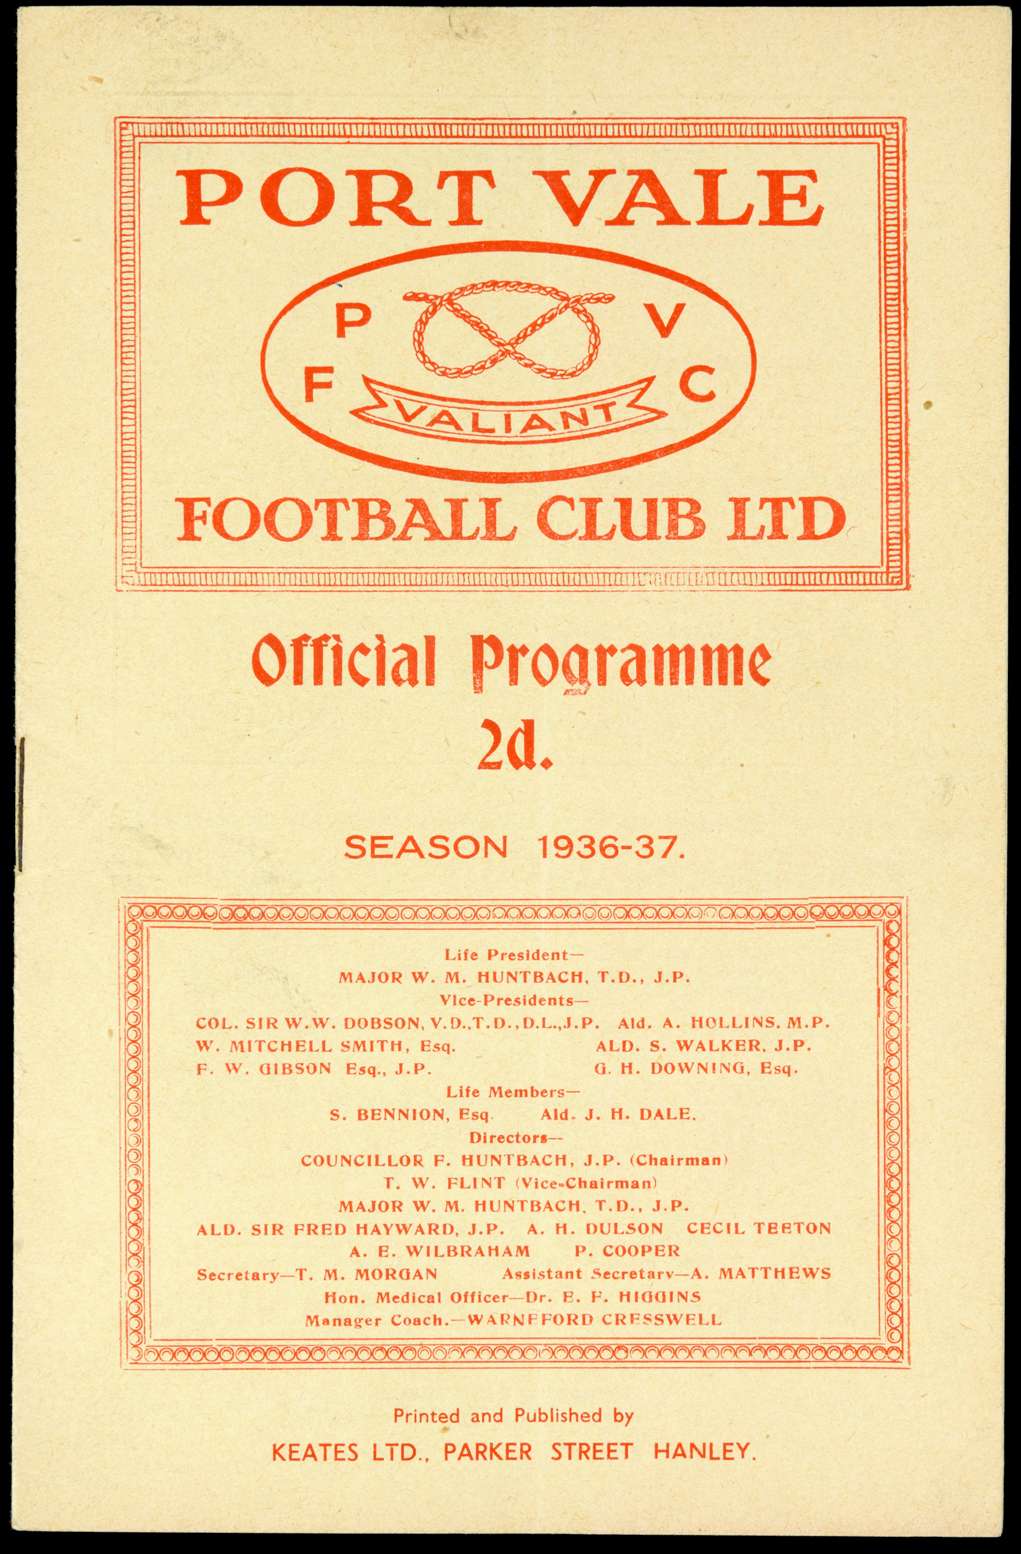 PORT VALE
P V
F C
VALIANT
FOOTBALL CLUB LTD
Official Programme
2d.
SEASON 1936-37.
Life President—
MAJOR W. M. HUNTBACH, T.D., J.P.
Vice-Presidents—
COL. SIR W.W. DOBSON, V.D.,T.D.,D.L.,J.P. Ald. A. HOLLINS. M.P.
W. MITCHELL SMITH, Esq. ALD. S. WALKER, J.P.
F. W. GIBSON Esq., J.P. G. H. DOWNING, Esq.
Life Members—
S. BENNION, Esq. Ald. J. H. DALE.
Directors—
COUNCILLOR F. HUNTBACH, J.P. (Chairman)
T. W. FLINT (Vice-Chairman)
MAJOR W. M. HUNTBACH, T.D., J.P.
ALD. SIR FRED HAYWARD, J.P. A. H. DULSON CECIL TEETON
A. E. WILBRAHAM P. COOPER
Secretary—T. M. MORGAN Assistant Secretary—A. MATTHEWS
Hon. Medical Officer—Dr. E. F. HIGGINS
Manager Coach.—WARNEFORD CRESSWELL
Printed and Published by
KEATES LTD., PARKER STREET HANLEY.